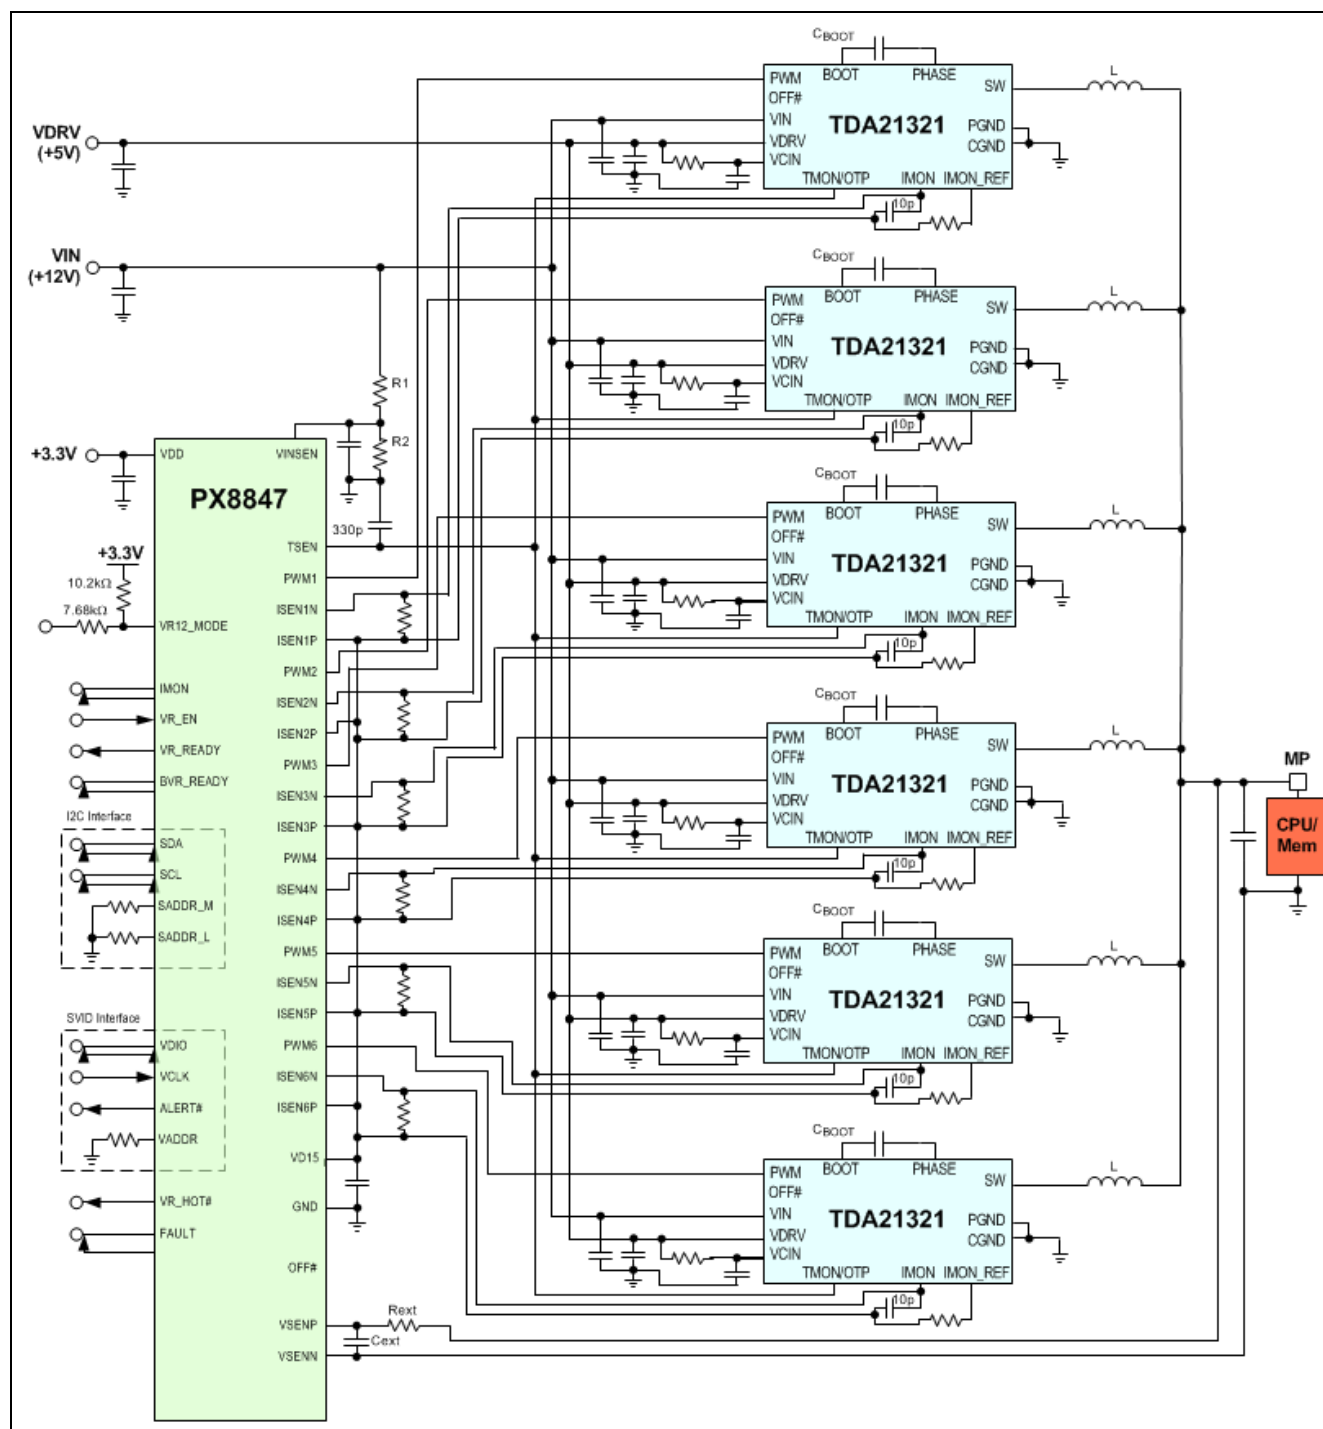 VDRV
(+5V)
VIN
(+12V)
R1
R2
330p
+3.3V
+3.3V
10.2kΩ
7.68kΩ
PX8847
VDD
VR12_MODE
IMON
VR_EN
VR_READY
BVR_READY
I2C Interface
SDA
SCL
SADDR_M
SADDR_L
SVID Interface
VDIO
VCLK
ALERT#
VADDR
VR_HOT#
FAULT
VINSEN
TSEN
PWM1
ISEN1N
ISEN1P
PWM2
ISEN2N
ISEN2P
PWM3
ISEN3N
ISEN3P
PWM4
ISEN4N
ISEN4P
PWM5
ISEN5N
ISEN5P
PWM6
ISEN6N
ISEN6P
VD15
GND
OFF#
VSENP
VSENN
Rext
Cext
CBOOT
BOOT PHASE
PWM
OFF#
VIN
VDRV
VCIN
TDA21321
SW
PGND
CGND
TMON/OTP IMON IMON_REF
10p
L
CBOOT
BOOT PHASE
PWM
OFF#
VIN
VDRV
VCIN
TDA21321
SW
PGND
CGND
TMON/OTP IMON IMON_REF
10p
L
CBOOT
BOOT PHASE
PWM
OFF#
VIN
VDRV
VCIN
TDA21321
SW
PGND
CGND
TMON/OTP IMON IMON_REF
10p
L
CBOOT
BOOT PHASE
PWM
OFF#
VIN
VDRV
VCIN
TDA21321
SW
PGND
CGND
TMON/OTP IMON IMON_REF
10p
L
CBOOT
BOOT PHASE
PWM
OFF#
VIN
VDRV
VCIN
TDA21321
SW
PGND
CGND
TMON/OTP IMON IMON_REF
10p
L
CBOOT
BOOT PHASE
PWM
OFF#
VIN
VDRV
VCIN
TDA21321
SW
PGND
CGND
TMON/OTP IMON IMON_REF
10p
L
MP
CPU/
Mem